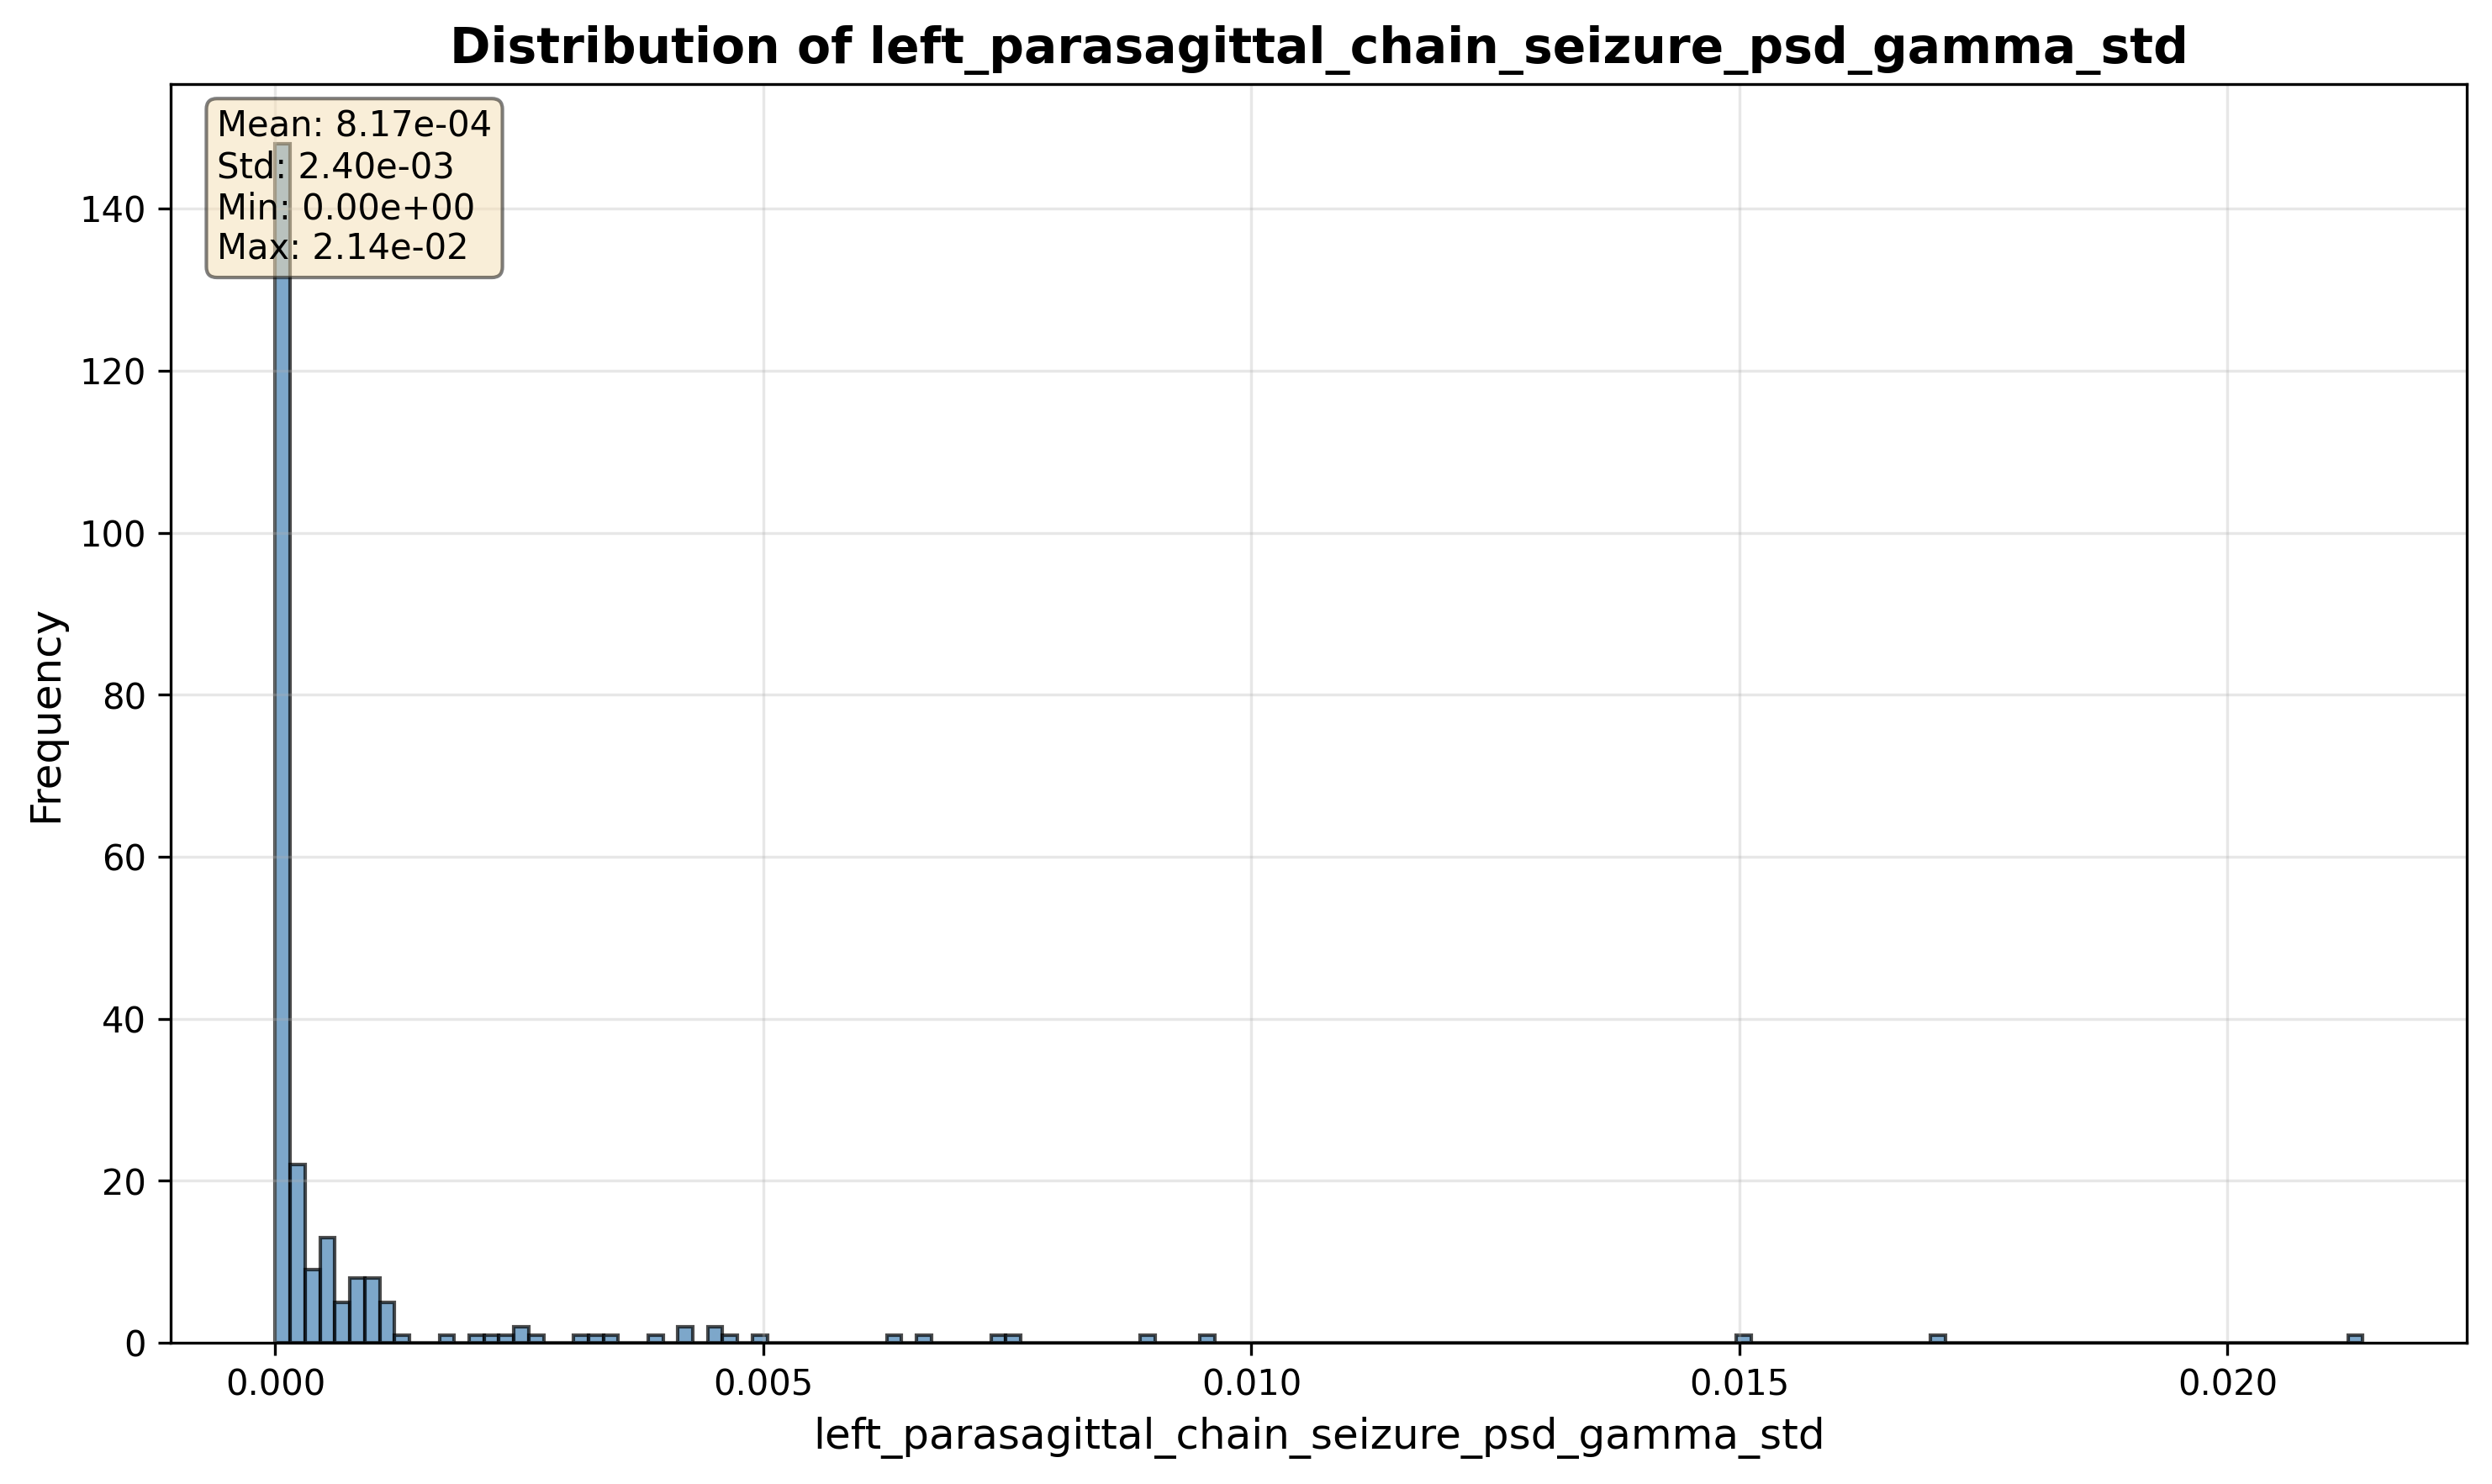 Distribution of left_parasagittal_chain_seizure_psd_gamma_std
Mean: 8.17e-04
Std: 2.40e-03
Min: 0.00e+00
Max: 2.14e-02
140
120
100
80
60
40
20
0
Frequency
0.000 0.005 0.010 0.015 0.020
left_parasagittal_chain_seizure_psd_gamma_std